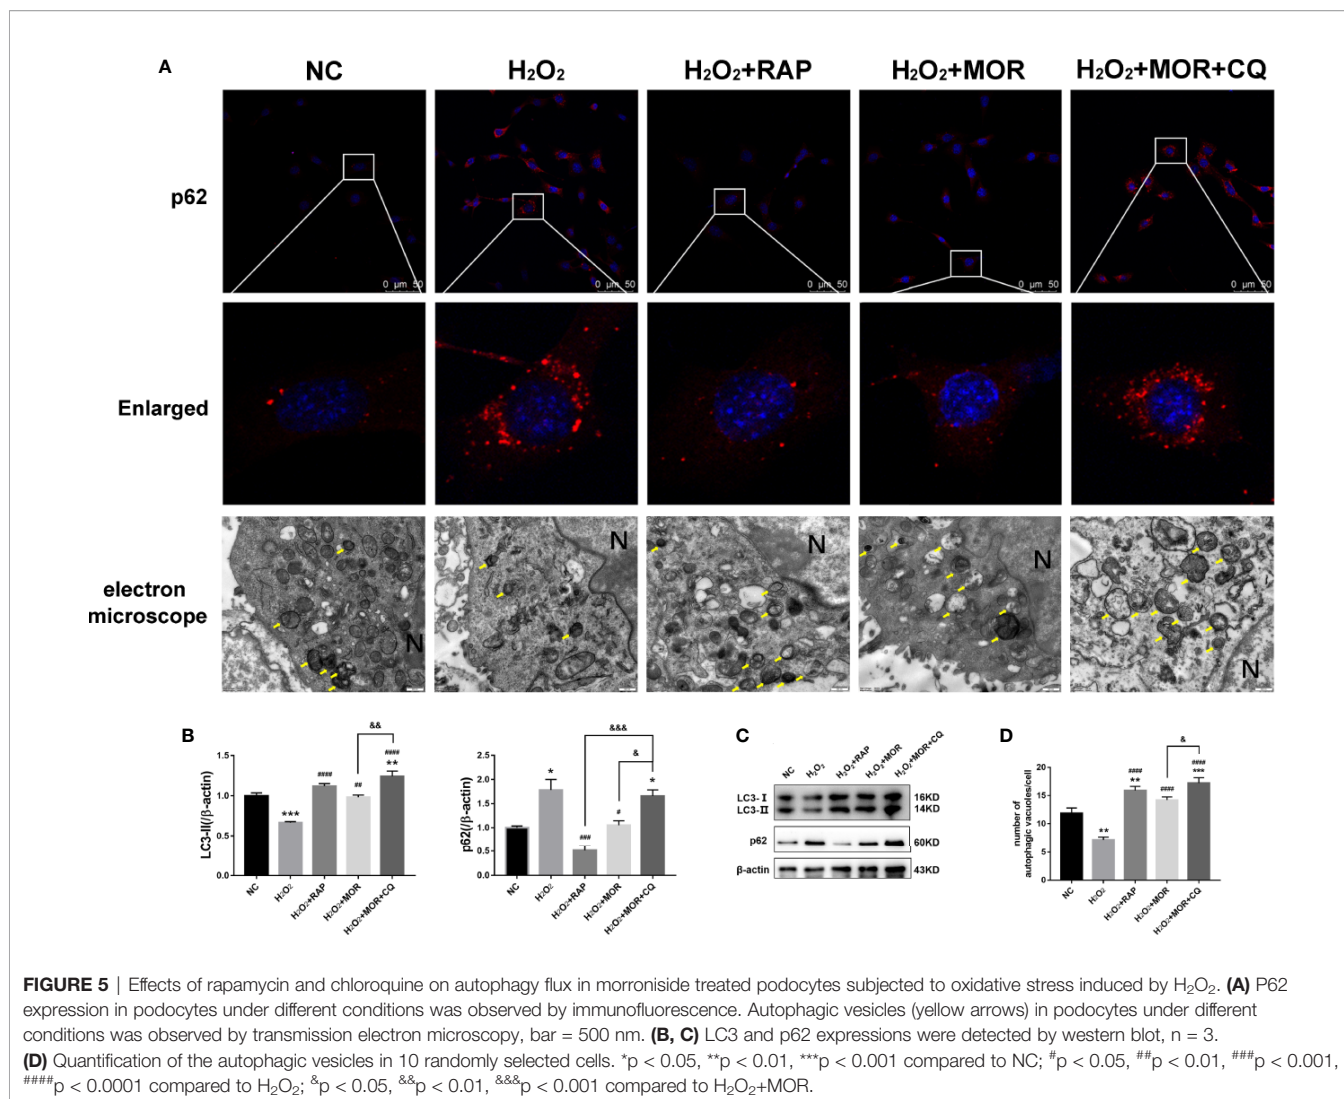 A
NC
H₂O₂
H₂O₂+RAP
H₂O₂+MOR
H₂O₂+MOR+CQ
p62
0 µm 50
0 µm 50
0 µm 50
0 µm 50
0 µm 50
Enlarged
electron
microscope
N
N
N
N
N
B
LC3-II(/β-actin)
1.5
1.0
0.5
0.0
***
####
##
&&
####
**
NC
H₂O₂
H₂O₂+RAP
H₂O₂+MOR
H₂O₂+MOR+CQ
p62(/β-actin)
2.5
2.0
1.5
1.0
0.5
0.0
*
###
#
&&&
&
*
NC
H₂O₂
H₂O₂+RAP
H₂O₂+MOR
H₂O₂+MOR+CQ
C
NC
H₂O₂
H₂O₂+RAP
H₂O₂+MOR
H₂O₂+MOR+CQ
LC3-Ⅰ 16KD
LC3-Ⅱ 14KD
p62 60KD
β-actin 43KD
D
number of
autophagic vacuoles/cell
20
15
10
5
0
**
####
**
####
&
####
***
NC
H₂O₂
H₂O₂+RAP
H₂O₂+MOR
H₂O₂+MOR+CQ
FIGURE 5 | Effects of rapamycin and chloroquine on autophagy flux in morroniside treated podocytes subjected to oxidative stress induced by H₂O₂. (A) P62
expression in podocytes under different conditions was observed by immunofluorescence. Autophagic vesicles (yellow arrows) in podocytes under different
conditions was observed by transmission electron microscopy, bar = 500 nm. (B, C) LC3 and p62 expressions were detected by western blot, n = 3.
(D) Quantification of the autophagic vesicles in 10 randomly selected cells. *p < 0.05, **p < 0.01, ***p < 0.001 compared to NC; #p < 0.05, ##p < 0.01, ###p < 0.001,
####p < 0.0001 compared to H₂O₂; &p < 0.05, &&p < 0.01, &&&p < 0.001 compared to H₂O₂+MOR.